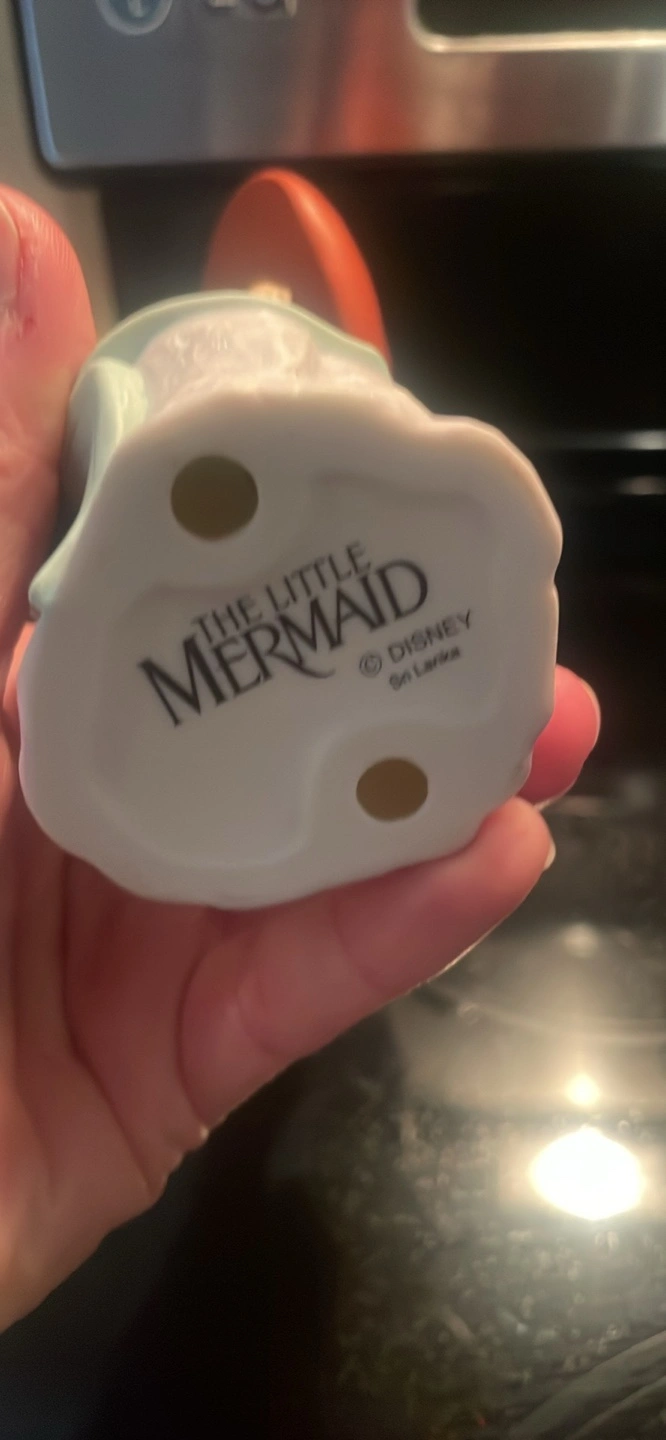 THE LITTLE
MERMAID
© DISNEY
Sri Lanka